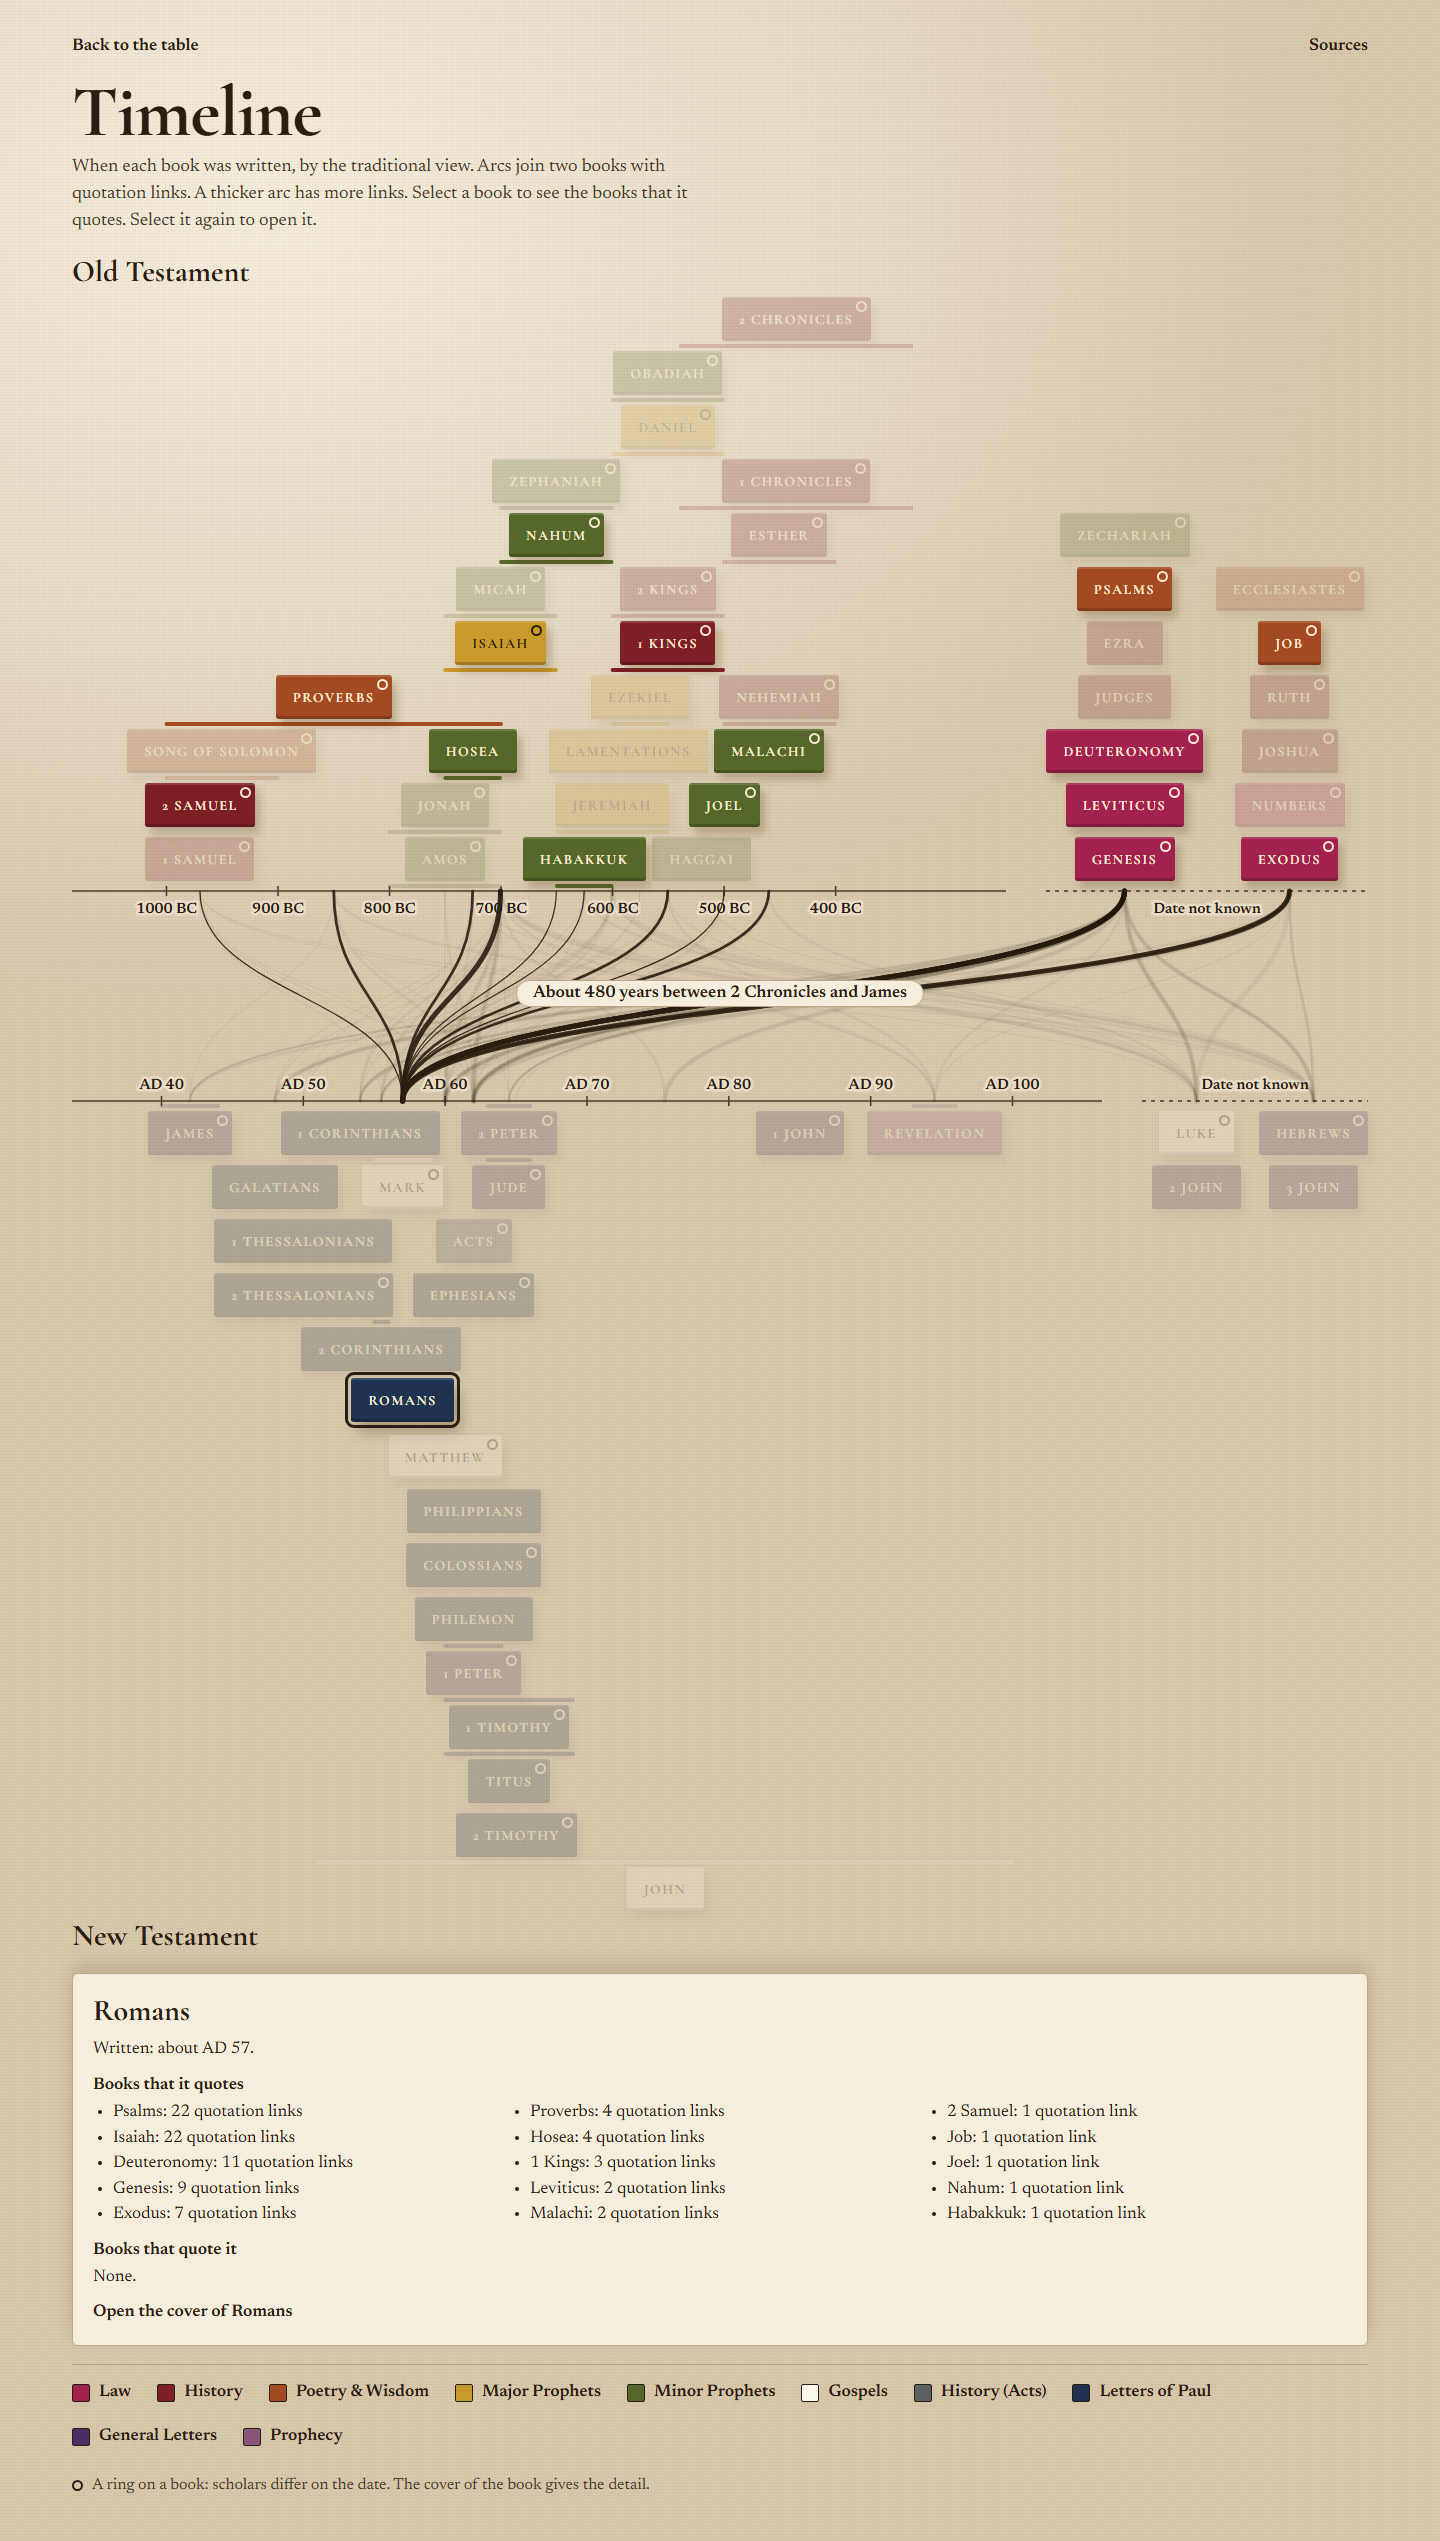 Back to the table
Sources
Timeline
When each book was written, by the traditional view. Arcs join two books with
quotation links. A thicker arc has more links. Select a book to see the books that it
quotes. Select it again to open it.
Old Testament
2 CHRONICLES
OBADIAH
DANIEL
ZEPHANIAH
1 CHRONICLES
NAHUM
ESTHER
ZECHARIAH
MICAH
2 KINGS
PSALMS
ECCLESIASTES
ISAIAH
1 KINGS
EZRA
JOB
PROVERBS
EZEKIEL
NEHEMIAH
JUDGES
RUTH
SONG OF SOLOMON
HOSEA
LAMENTATIONS
MALACHI
DEUTERONOMY
JOSHUA
2 SAMUEL
JONAH
JEREMIAH
JOEL
LEVITICUS
NUMBERS
1 SAMUEL
AMOS
HABAKKUK
HAGGAI
GENESIS
EXODUS
1000 BC
900 BC
800 BC
700 BC
600 BC
500 BC
400 BC
Date not known
About 480 years between 2 Chronicles and James
AD 40
AD 50
AD 60
AD 70
AD 80
AD 90
AD 100
Date not known
JAMES
1 CORINTHIANS
2 PETER
1 JOHN
REVELATION
LUKE
HEBREWS
GALATIANS
MARK
JUDE
2 JOHN
3 JOHN
1 THESSALONIANS
ACTS
2 THESSALONIANS
EPHESIANS
2 CORINTHIANS
ROMANS
MATTHEW
PHILIPPIANS
COLOSSIANS
PHILEMON
1 PETER
1 TIMOTHY
TITUS
2 TIMOTHY
JOHN
New Testament
Romans
Written: about AD 57.
Books that it quotes
Psalms: 22 quotation links
Isaiah: 22 quotation links
Deuteronomy: 11 quotation links
Genesis: 9 quotation links
Exodus: 7 quotation links
Proverbs: 4 quotation links
Hosea: 4 quotation links
1 Kings: 3 quotation links
Leviticus: 2 quotation links
Malachi: 2 quotation links
2 Samuel: 1 quotation link
Job: 1 quotation link
Joel: 1 quotation link
Nahum: 1 quotation link
Habakkuk: 1 quotation link
Books that quote it
None.
Open the cover of Romans
Law
History
Poetry & Wisdom
Major Prophets
Minor Prophets
Gospels
History (Acts)
Letters of Paul
General Letters
Prophecy
A ring on a book: scholars differ on the date. The cover of the book gives the detail.